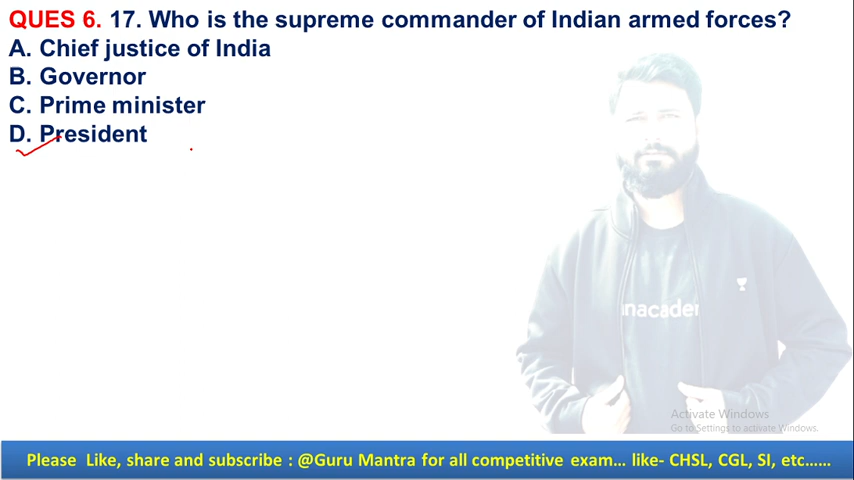 QUES 6. 17. Who is the supreme commander of Indian armed forces?
A. Chief justice of India
B. Governor
C. Prime minister
D. President
Activate Windows
Go to Settings to activate Windows.
Please Like, share and subscribe : @Guru Mantra for all competitive exam... like- CHSL, CGL, SI, etc......